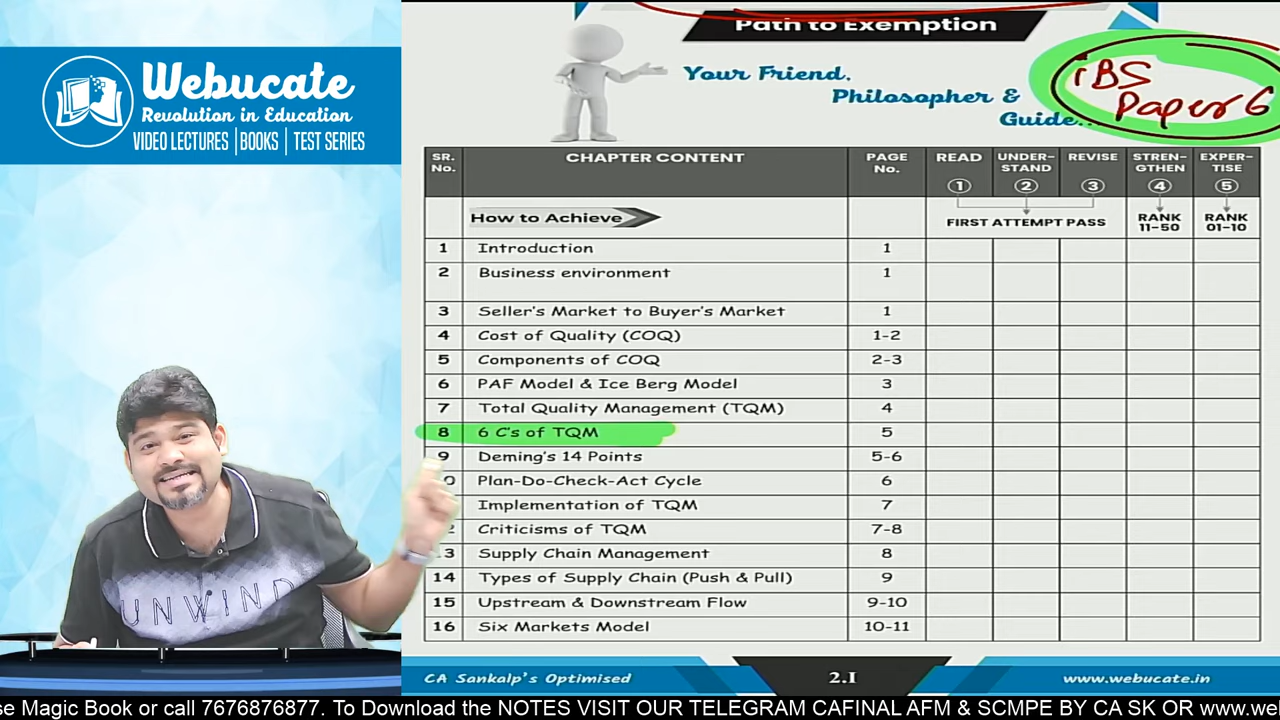 Webucate
Revolution in Education
VIDEO LECTURES | BOOKS | TEST SERIES
Path to Exemption
Your Friend,
Philosopher &
Guide..
iBS
Paper 6
SR. No. CHAPTER CONTENT PAGE No. READ 1 UNDER-STAND 2 REVISE 3 STREN-GTHEN 4 EXPER-TISE 5
How to Achieve FIRST ATTEMPT PASS RANK 11-50 RANK 01-10
1 Introduction 1
2 Business environment 1
3 Seller's Market to Buyer's Market 1
4 Cost of Quality (COQ) 1-2
5 Components of COQ 2-3
6 PAF Model & Ice Berg Model 3
7 Total Quality Management (TQM) 4
8 6 C's of TQM 5
9 Deming's 14 Points 5-6
0 Plan-Do-Check-Act Cycle 6
Implementation of TQM 7
2 Criticisms of TQM 7-8
13 Supply Chain Management 8
14 Types of Supply Chain (Push & Pull) 9
15 Upstream & Downstream Flow 9-10
16 Six Markets Model 10-11
UNWIND
CA Sankalp's Optimised 2.I www.webucate.in
se Magic Book or call 7676876877. To Download the NOTES VISIT OUR TELEGRAM CAFINAL AFM & SCMPE BY CA SK OR www.we